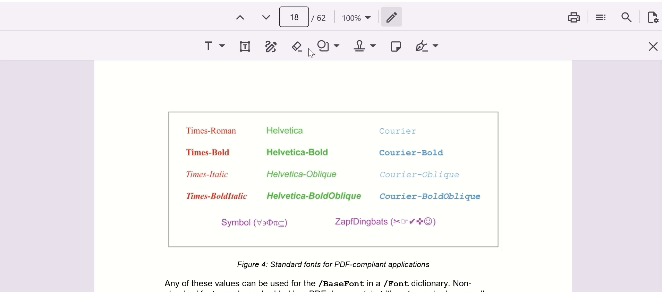 18 / 62 100%
T T
Times-Roman Helvetica Courier
Times-Bold Helvetica-Bold Courier-Bold
Times-Italic Helvetica-Oblique Courier-Oblique
Times-BoldItalic Helvetica-BoldOblique Courier-BoldOblique
Symbol (∀∍Φπ⊆) ZapfDingbats (✂☞✔✜☺)
Figure 4: Standard fonts for PDF-compliant applications
Any of these values can be used for the /BaseFont in a /Font dictionary. Non-